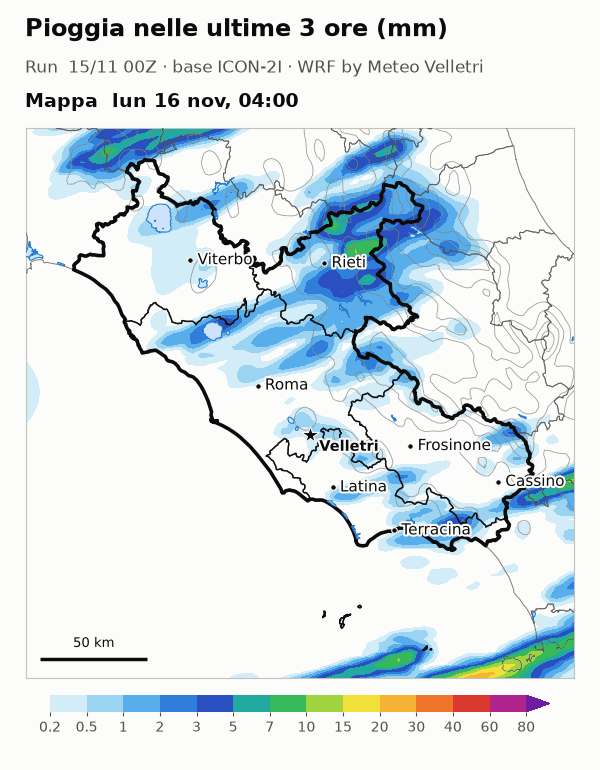 Pioggia nelle ultime 3 ore (mm)
Run  15/11 00Z · base ICON-2I · WRF by Meteo Velletri
Mappa  lun 16 nov, 04:00
Viterbo
Rieti
Roma
Velletri
Frosinone
Latina
Cassino
Terracina
50 km
0.2 0.5 1 2 3 5 7 10 15 20 30 40 60 80